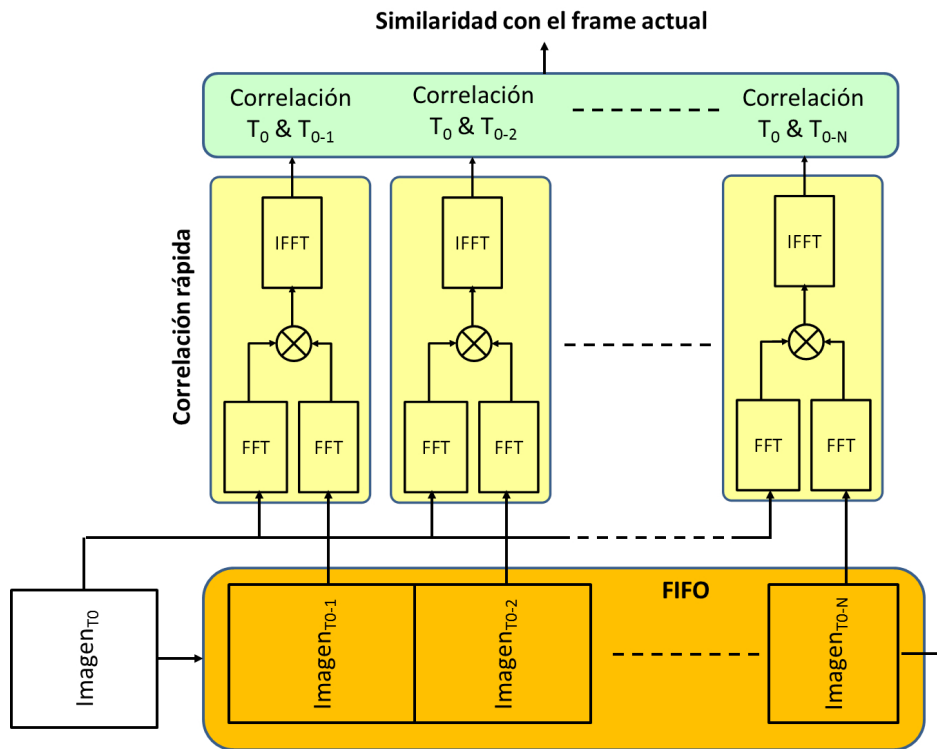 Similaridad con el frame actual
Correlación
T0 & T0-1
Correlación
T0 & T0-2
Correlación
T0 & T0-N
Correlación rápida
IFFT
IFFT
IFFT
FFT
FFT
FFT
FFT
FFT
FFT
FIFO
ImagenT0
ImagenT0-1
ImagenT0-2
ImagenT0-N